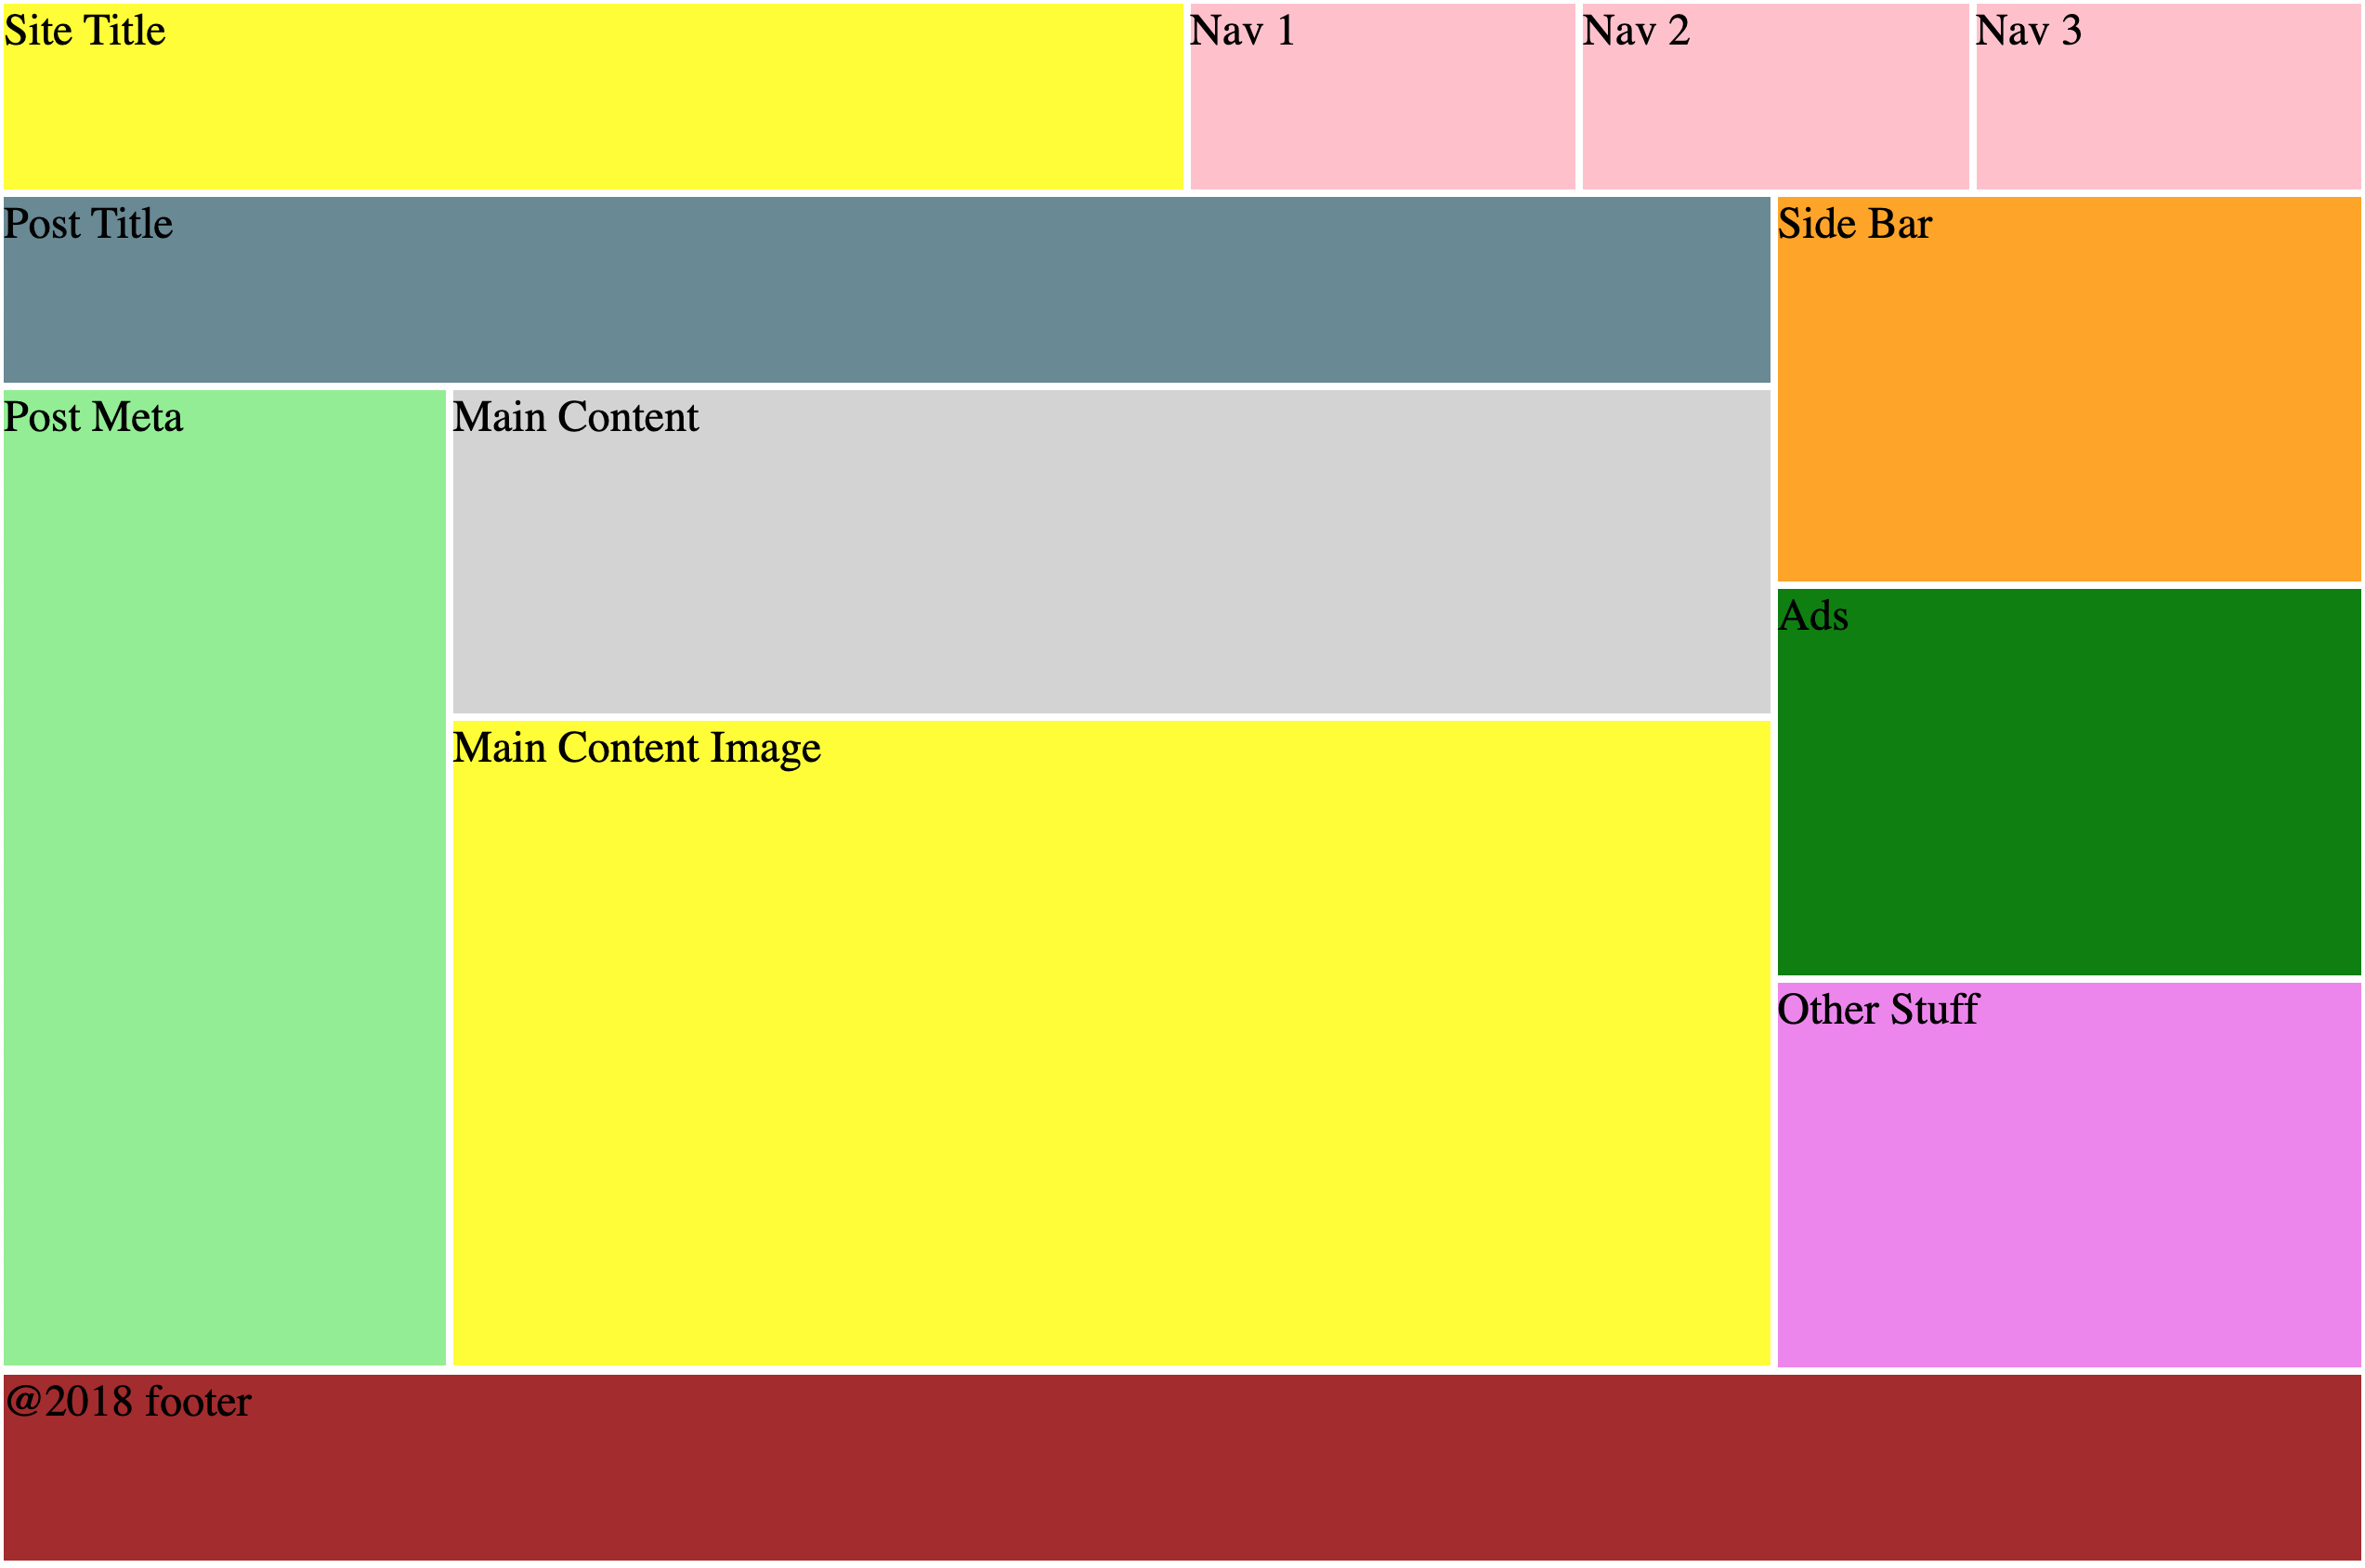 Site Title
Nav 1
Nav 2
Nav 3
Post Title
Side Bar
Post Meta
Main Content
Ads
Main Content Image
Other Stuff
@2018 footer